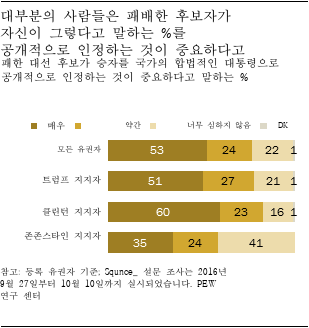 대부분의 사람들은 패배한 후보자가
자신이 그렇다고 말하는 %를
공개적으로 인정하는 것이 중요하다고
패한 대선 후보가 승자를 국가의 합법적인 대통령으로
공개적으로 인정하는 것이 중요하다고 말하는 %
매우 약간 너무 심하지 않음 DK
모든 유권자 53 24 22 1
트럼프 지지자 51 27 21 1
클린턴 지지자 60 23 16 1
존존스타인 지지자 35 24 41
참고: 등록 유권자 기준; Squnce_ 설문 조사는 2016년
9월 27일부터 10월 10일까지 실시되었습니다. PEW
연구 센터